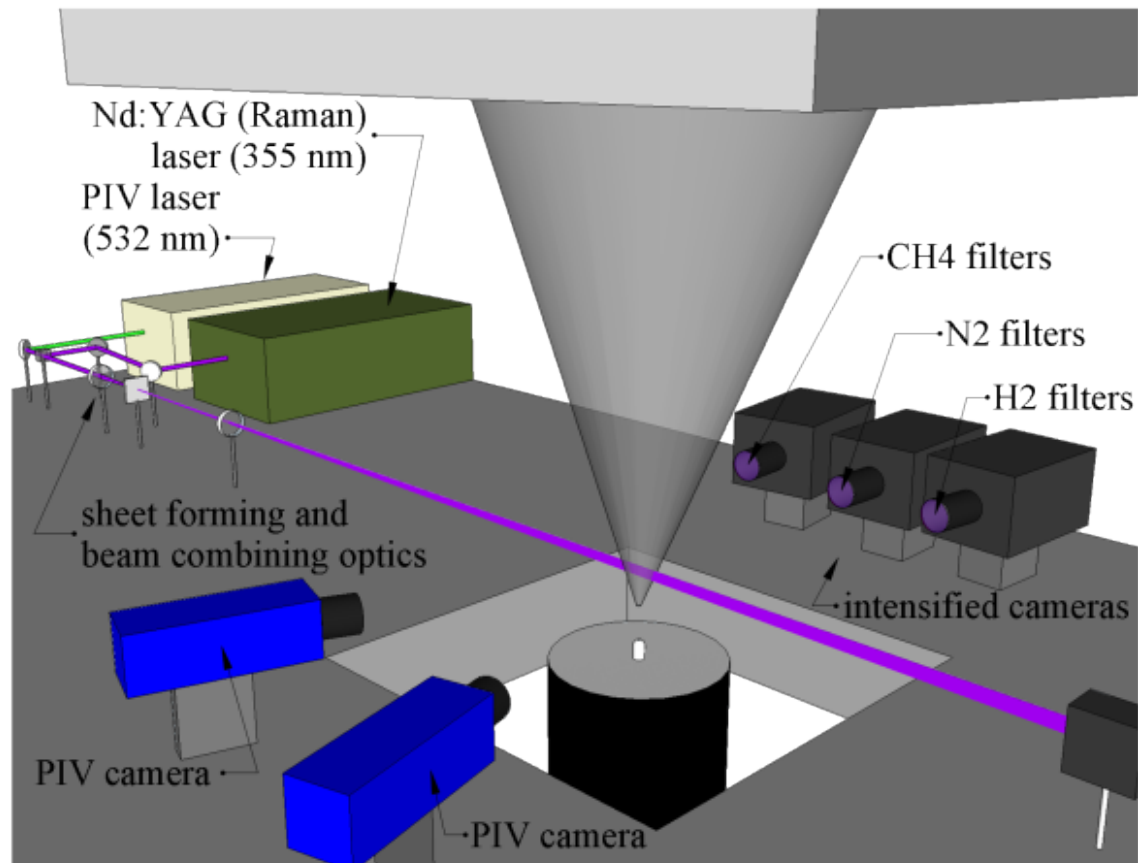 Nd:YAG (Raman)
laser (355 nm)
PIV laser
(532 nm)
CH4 filters
N2 filters
H2 filters
sheet forming and
beam combining optics
intensified cameras
PIV camera
PIV camera